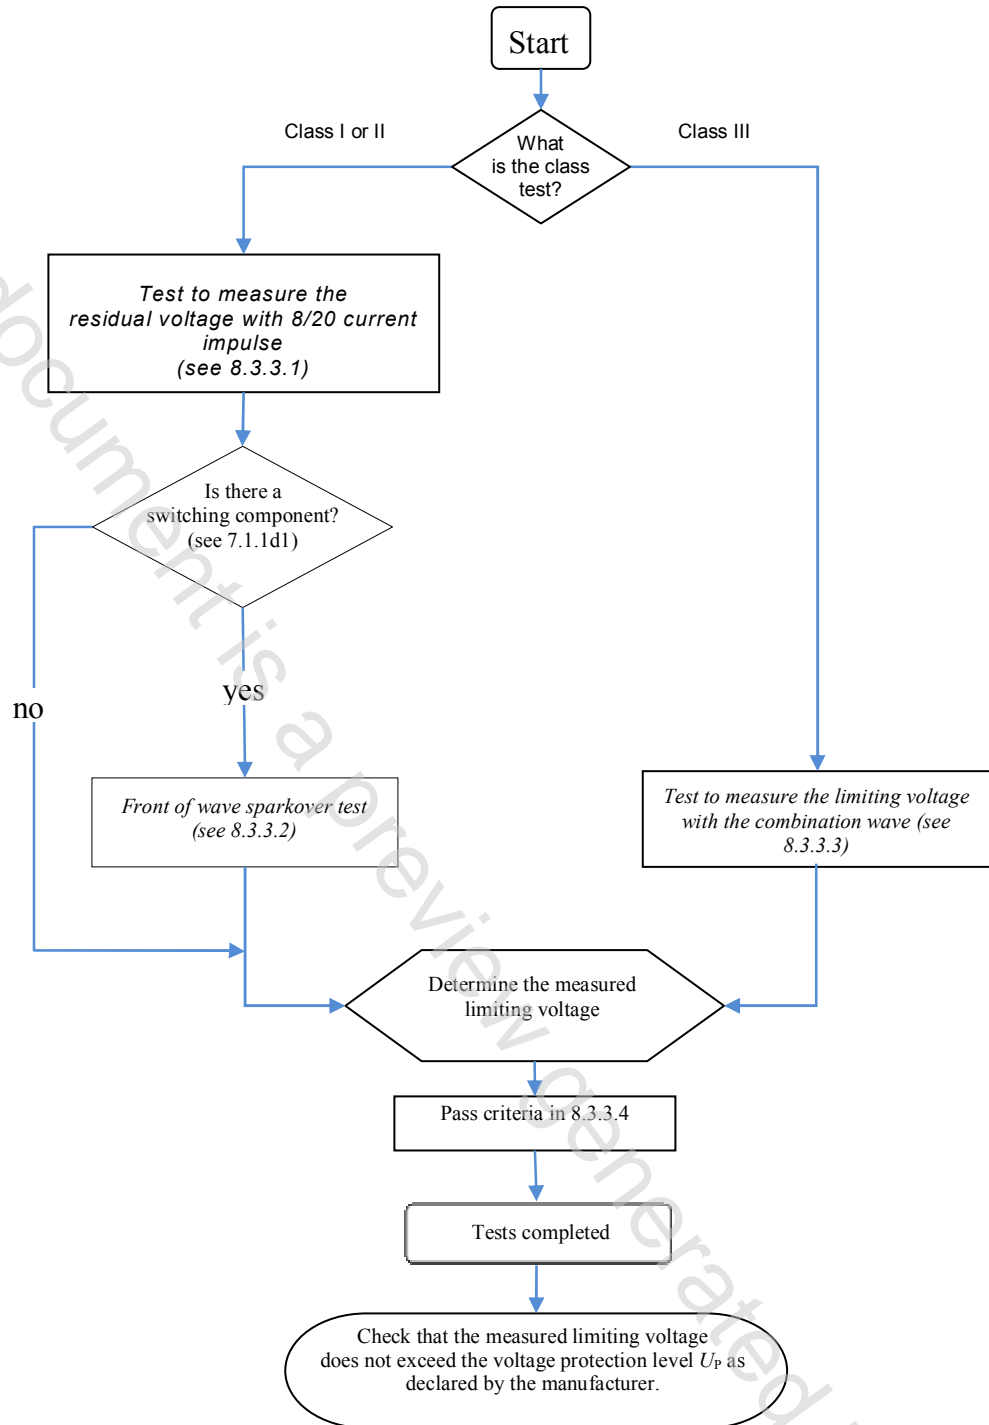 Start
Class I or II
Class III
What
is the class
test?
Test to measure the
residual voltage with 8/20 current
impulse
(see 8.3.3.1)
Is there a
switching component?
(see 7.1.1d1)
no
yes
Front of wave sparkover test
(see 8.3.3.2)
Test to measure the limiting voltage
with the combination wave (see
8.3.3.3)
Determine the measured
limiting voltage
Pass criteria in 8.3.3.4
Tests completed
Check that the measured limiting voltage
does not exceed the voltage protection level UP as
declared by the manufacturer.
document is a preview generated